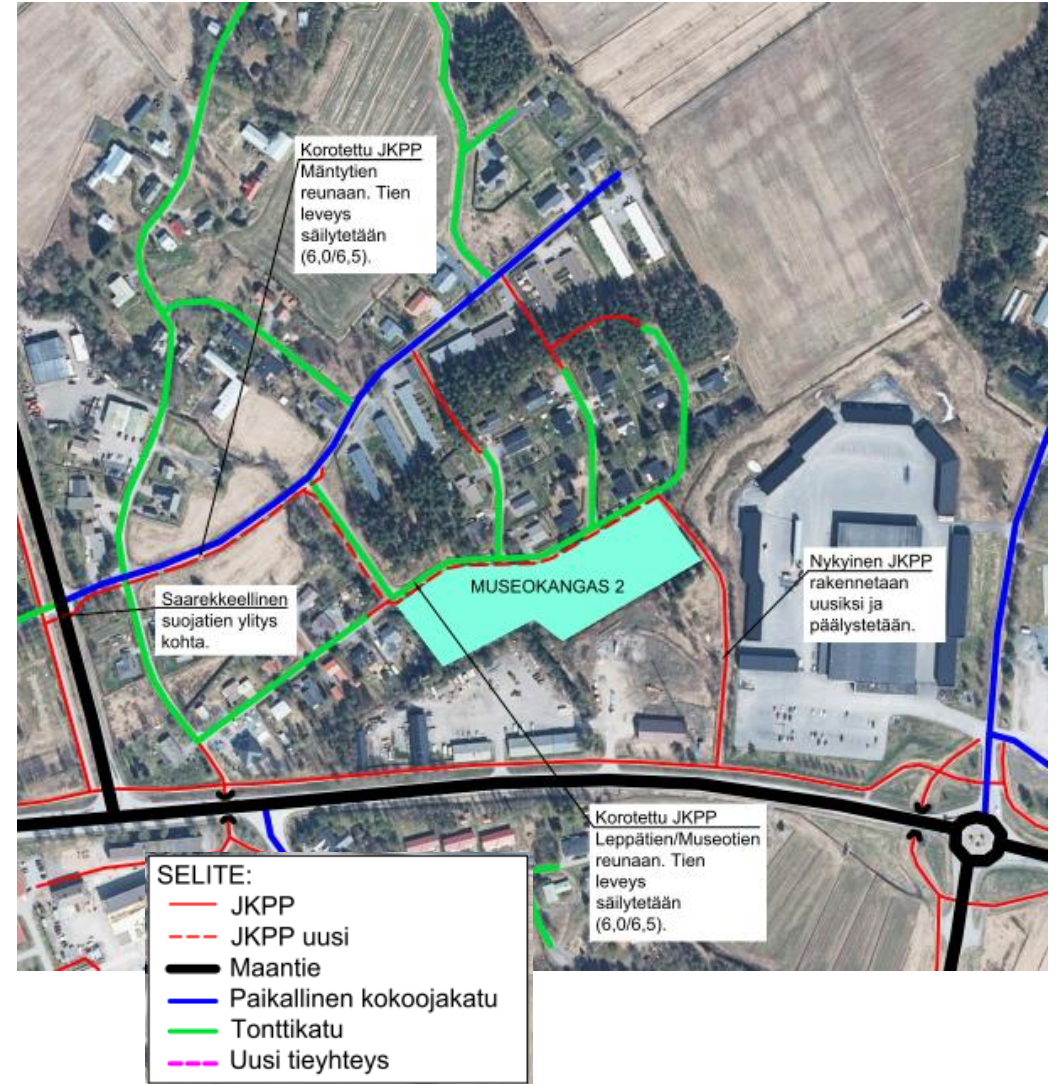 Korotettu JKPP
Mäntytien
reunaan. Tien
leveys
säilytetään
(6,0/6,5).
Saarekkeellinen
suojatien ylitys
kohta.
MUSEOKANGAS 2
Nykyinen JKPP
rakennetaan
uusiksi ja
päälystetään.
Korotettu JKPP
Leppätien/Museotien
reunaan. Tien
leveys
säilytetään
(6,0/6,5).
SELITE:
JKPP
JKPP uusi
Maantie
Paikallinen kokoojakatu
Tonttikatu
Uusi tieyhteys